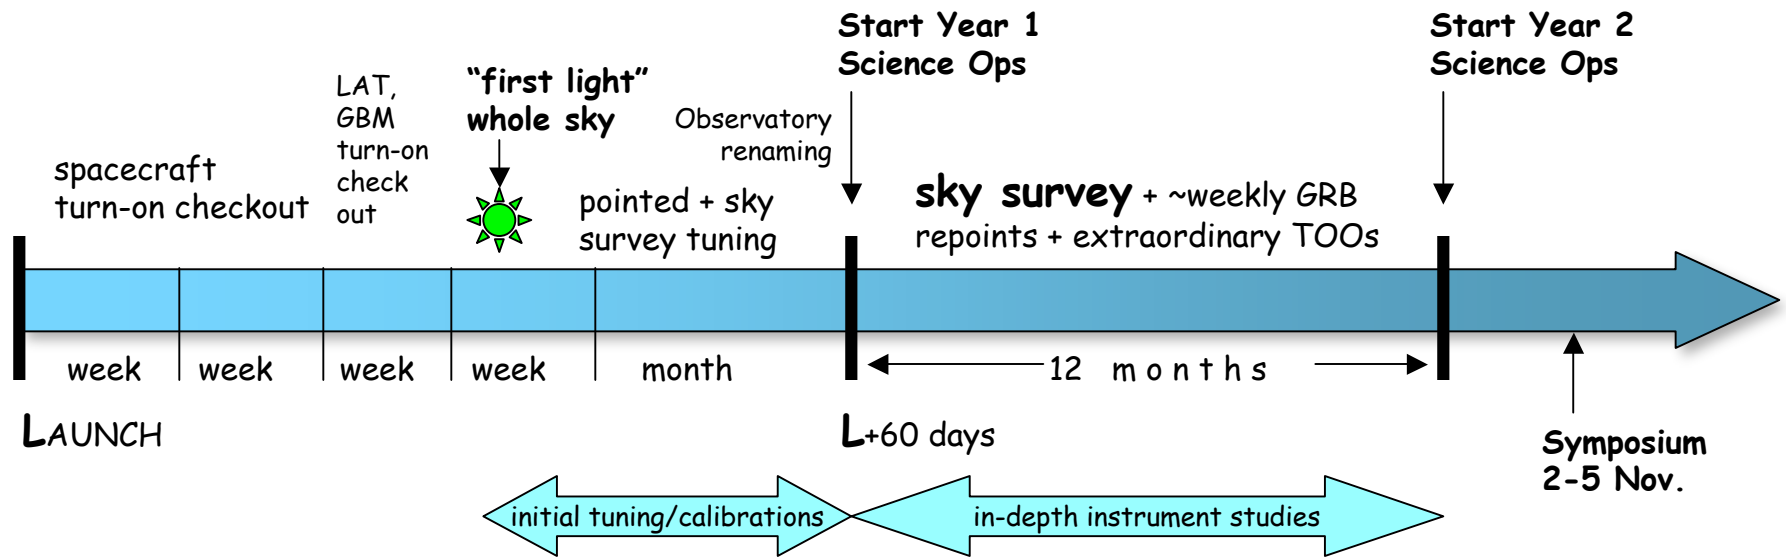 Start Year 1
Science Ops
Start Year 2
Science Ops
LAT,
GBM
turn-on
check
out
“first light”
whole sky
Observatory
renaming
spacecraft
turn-on checkout
pointed + sky
survey tuning
sky survey + ~weekly GRB
repoints + extraordinary TOOs
week
week
week
week
month
12 months
LAUNCH
L+60 days
Symposium
2-5 Nov.
initial tuning/calibrations
in-depth instrument studies